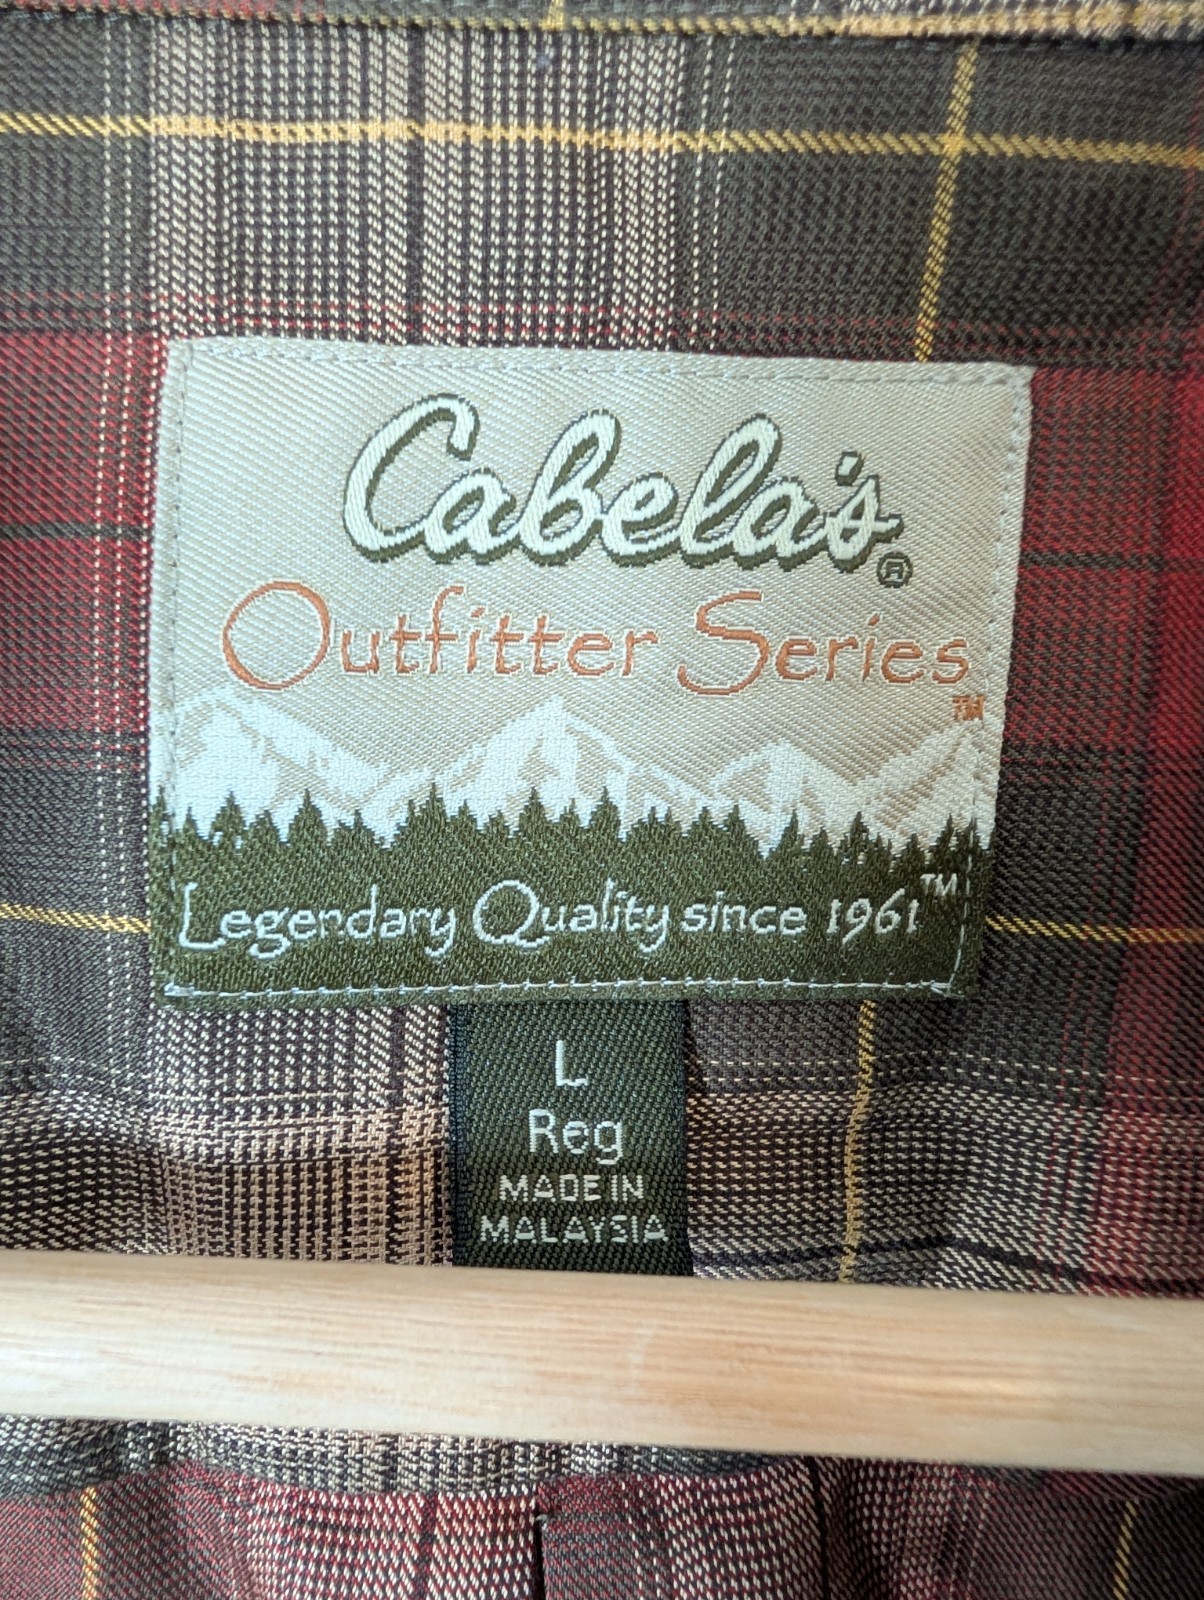 Cabela's®
Outfitter Series™
Legendary Quality since 1961™
L
Reg
MADE IN
MALAYSIA